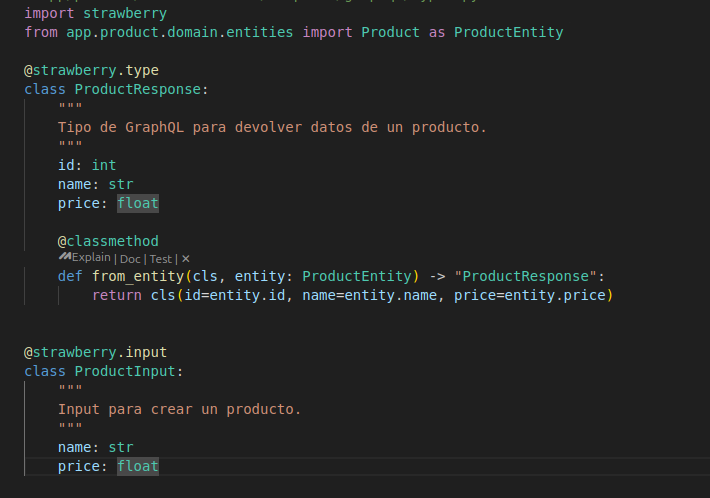 import strawberry
from app.product.domain.entities import Product as ProductEntity
@strawberry.type
class ProductResponse:
"""
Tipo de GraphQL para devolver datos de un producto.
"""
id: int
name: str
price: float
@classmethod
Explain | Doc | Test | ✕
def from_entity(cls, entity: ProductEntity) -> "ProductResponse":
return cls(id=entity.id, name=entity.name, price=entity.price)
@strawberry.input
class ProductInput:
"""
Input para crear un producto.
"""
name: str
price: float